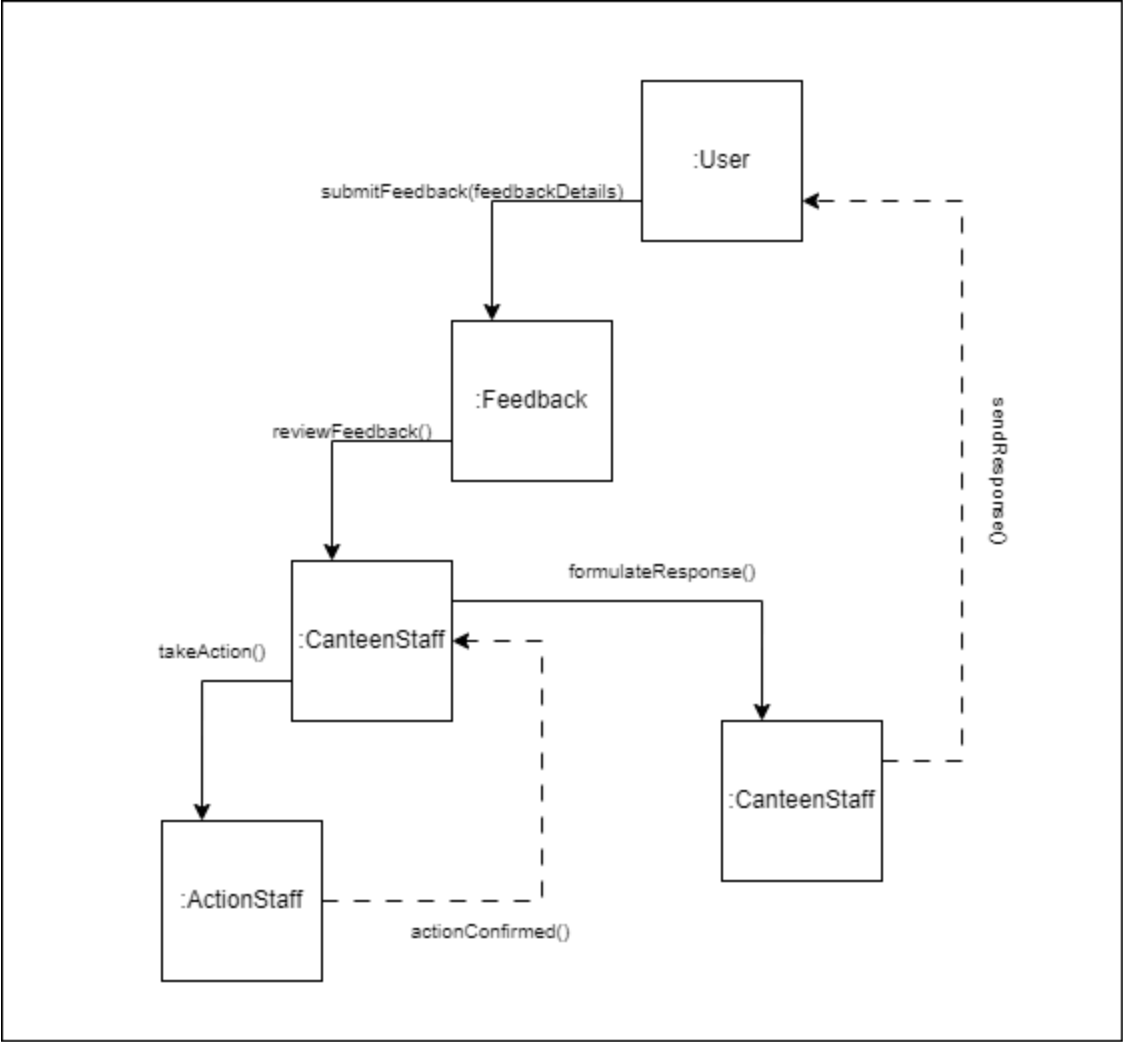 :User
submitFeedback(feedbackDetails)
:Feedback
sendResponse()
reviewFeedback()
formulateResponse()
:CanteenStaff
takeAction()
:CanteenStaff
:ActionStaff
actionConfirmed()